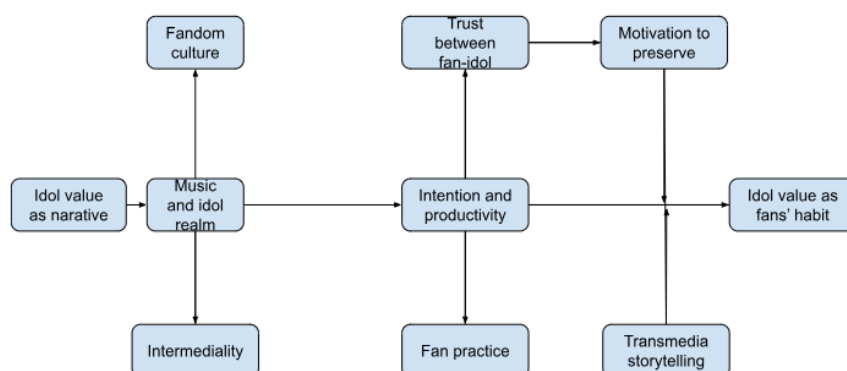 Fandom
culture
Trust
between
fan-idol
Motivation to
preserve
Idol value
as narative
Music
and idol
realm
Intention and
productivity
Idol value as
fans' habit
Intermediality
Fan practice
Transmedia
storytelling